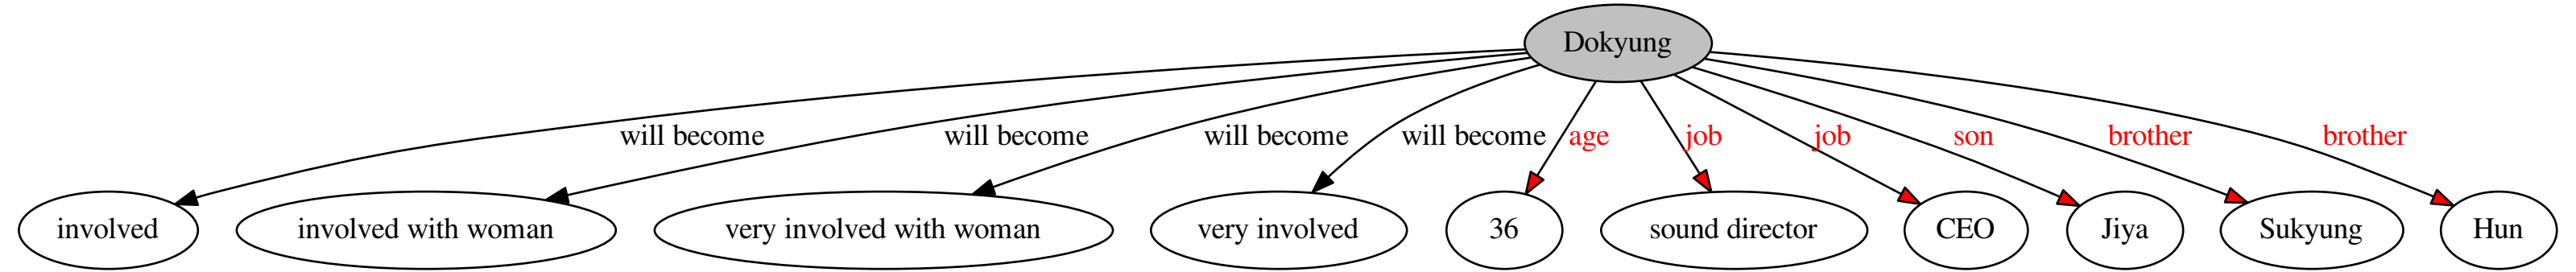 Dokyung
will become
will become
will become
will become
age
job
job
son
brother
brother
involved
involved with woman
very involved with woman
very involved
36
sound director
CEO
Jiya
Sukyung
Hun